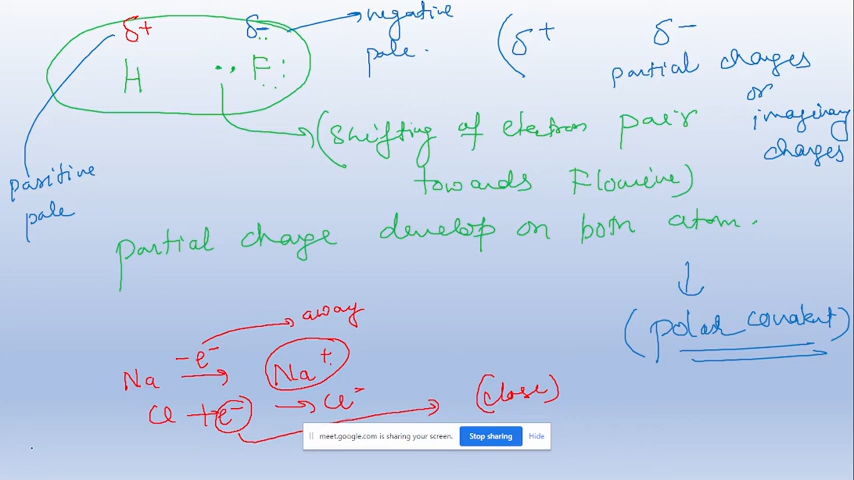 δ+ δ- negative pole.
H F
(δ+ δ-
partial charges
or
imaginary
charges
(Shifting of electron pair
towards Flourine)
positive
pole
partial charge develop on both atom.
(polar covalent)
away
Na -e- → Na+
Cl + e- → Cl-
(close)
meet.google.com is sharing your screen. Stop sharing Hide